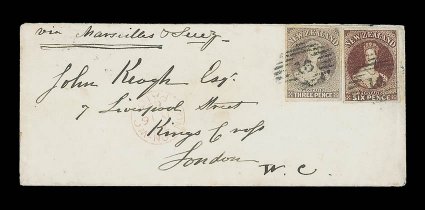 via Marseilles & Suez
NEW ZEALAND NEW ZEALAND
THREE PENCE SIX PENCE
John Keogh Esqr.
7 Liverpool Street
Kings Cross
London
W. C.